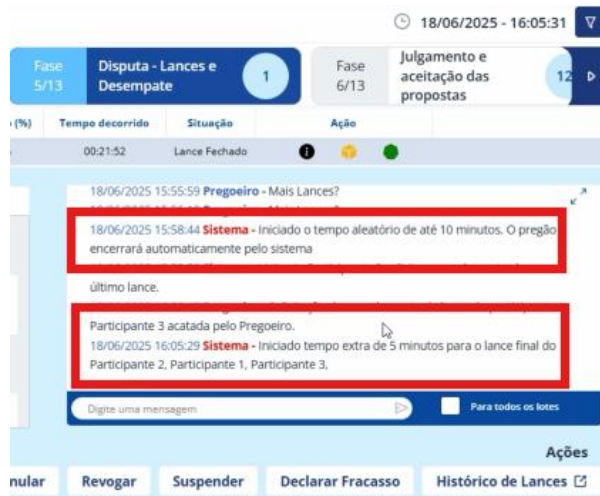 18/06/2025 - 16:05:31
Fase
5/13
Disputa - Lances e
Desempate
1
Fase
6/13
Julgamento e
aceitação das
propostas
12
(%)
Tempo decorrido
Situação
Ação
00:21:52
Lance Fechado
18/06/2025 15:55:59 Pregoeiro - Mais Lances?
18/06/2025 15:58:44 Sistema - Iniciado o tempo aleatório de até 10 minutos. O pregão
encerrará automaticamente pelo sistema
último lance.
Participante 3 acatada pelo Pregoeiro.
18/06/2025 16:05:29 Sistema - Iniciado tempo extra de 5 minutos para o lance final do
Participante 2, Participante 1, Participante 3,
Digite uma mensagem
Para todos os lotes
Ações
nular
Revogar
Suspender
Declarar Fracasso
Histórico de Lances